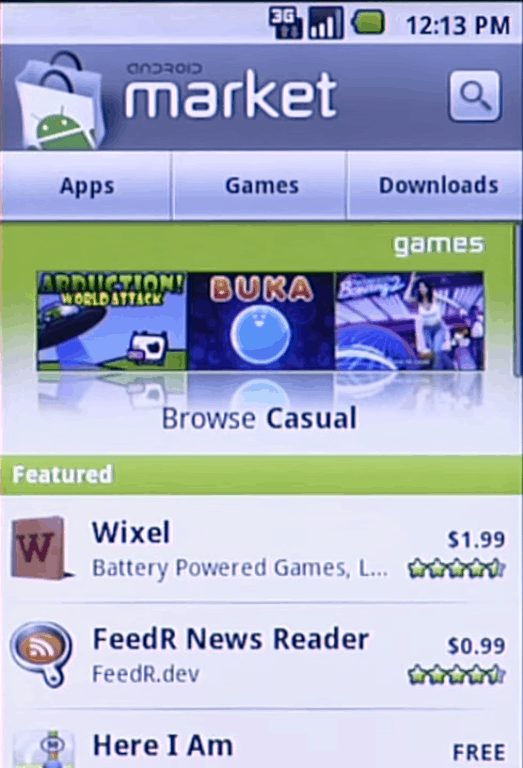 3G
12:13 PM
ANDROID
market
Apps
Games
Downloads
games
ABDUCTION!
WORLD ATTACK
BUKA
Bowling 2
Browse Casual
Featured
Wixel
$1.99
W
Battery Powered Games, L...
FeedR News Reader
$0.99
FeedR.dev
Here I Am
FREE